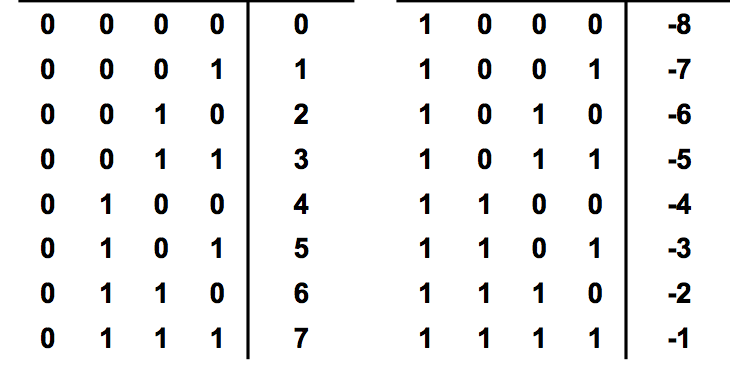 0 0 0 0 0
0 0 0 1 1
0 0 1 0 2
0 0 1 1 3
0 1 0 0 4
0 1 0 1 5
0 1 1 0 6
0 1 1 1 7
1 0 0 0 -8
1 0 0 1 -7
1 0 1 0 -6
1 0 1 1 -5
1 1 0 0 -4
1 1 0 1 -3
1 1 1 0 -2
1 1 1 1 -1